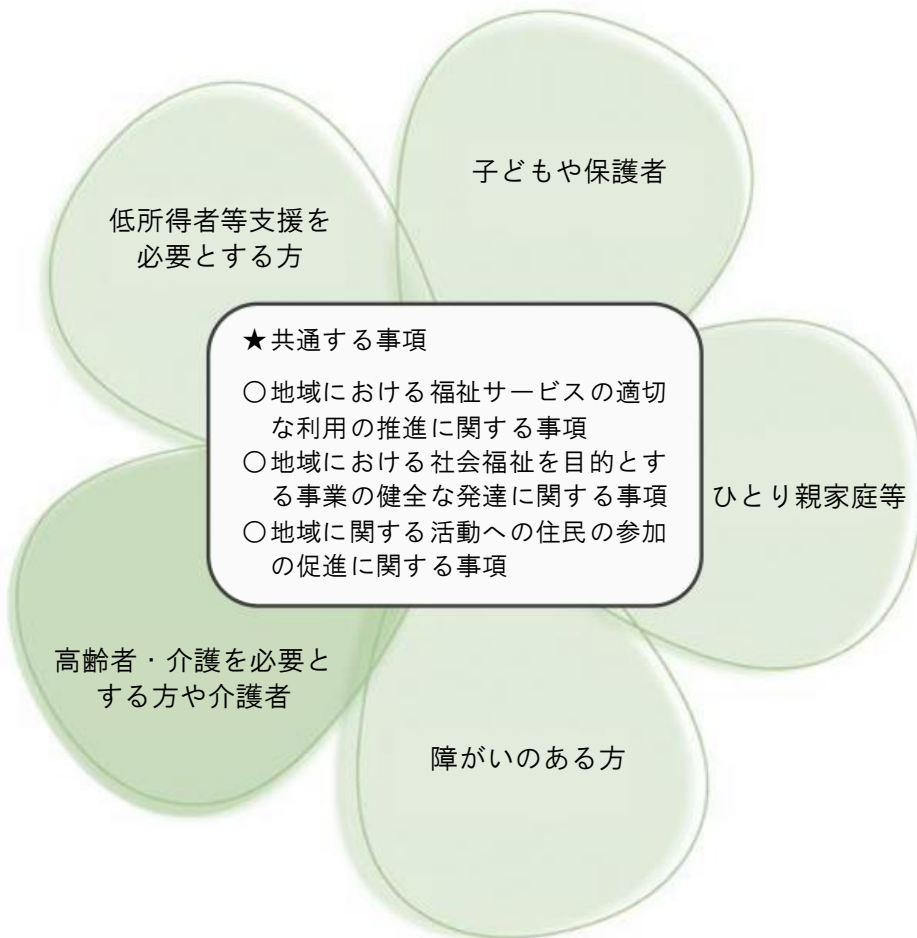 子どもや保護者
低所得者等支援を
必要とする方
★共通する事項
○地域における福祉サービスの適切
な利用の推進に関する事項
○地域における社会福祉を目的とす
る事業の健全な発達に関する事項
○地域に関する活動への住民の参加
の促進に関する事項
ひとり親家庭等
高齢者・介護を必要と
する方や介護者
障がいのある方